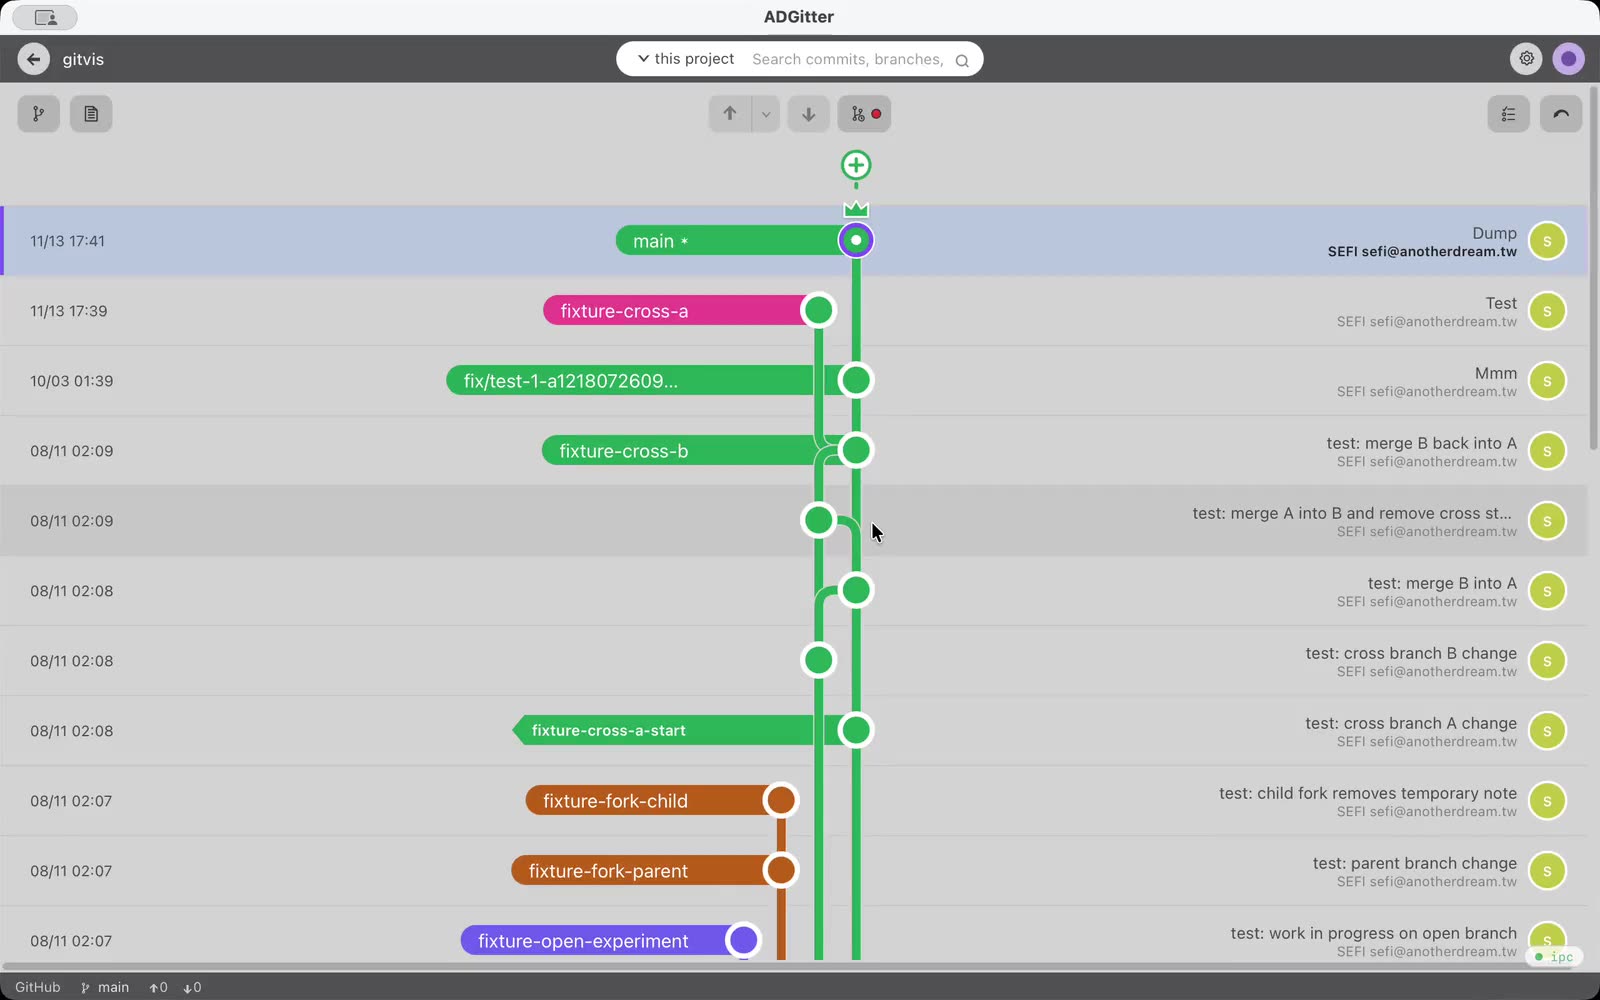 ADGitter
gitvis
this project
Search commits, branches,
11/13 17:41
main *
Dump
SEFI sefi@anotherdream.tw
S
11/13 17:39
fixture-cross-a
Test
SEFI sefi@anotherdream.tw
S
10/03 01:39
fix/test-1-a1218072609...
Mmm
SEFI sefi@anotherdream.tw
S
08/11 02:09
fixture-cross-b
test: merge B back into A
SEFI sefi@anotherdream.tw
S
08/11 02:09
test: merge A into B and remove cross st...
SEFI sefi@anotherdream.tw
S
08/11 02:08
test: merge B into A
SEFI sefi@anotherdream.tw
S
08/11 02:08
test: cross branch B change
SEFI sefi@anotherdream.tw
S
08/11 02:08
fixture-cross-a-start
test: cross branch A change
SEFI sefi@anotherdream.tw
S
08/11 02:07
fixture-fork-child
test: child fork removes temporary note
SEFI sefi@anotherdream.tw
S
08/11 02:07
fixture-fork-parent
test: parent branch change
SEFI sefi@anotherdream.tw
S
08/11 02:07
fixture-open-experiment
test: work in progress on open branch
SEFI sefi@anotherdream.tw
S
ipc
GitHub
main
↑0
↓0